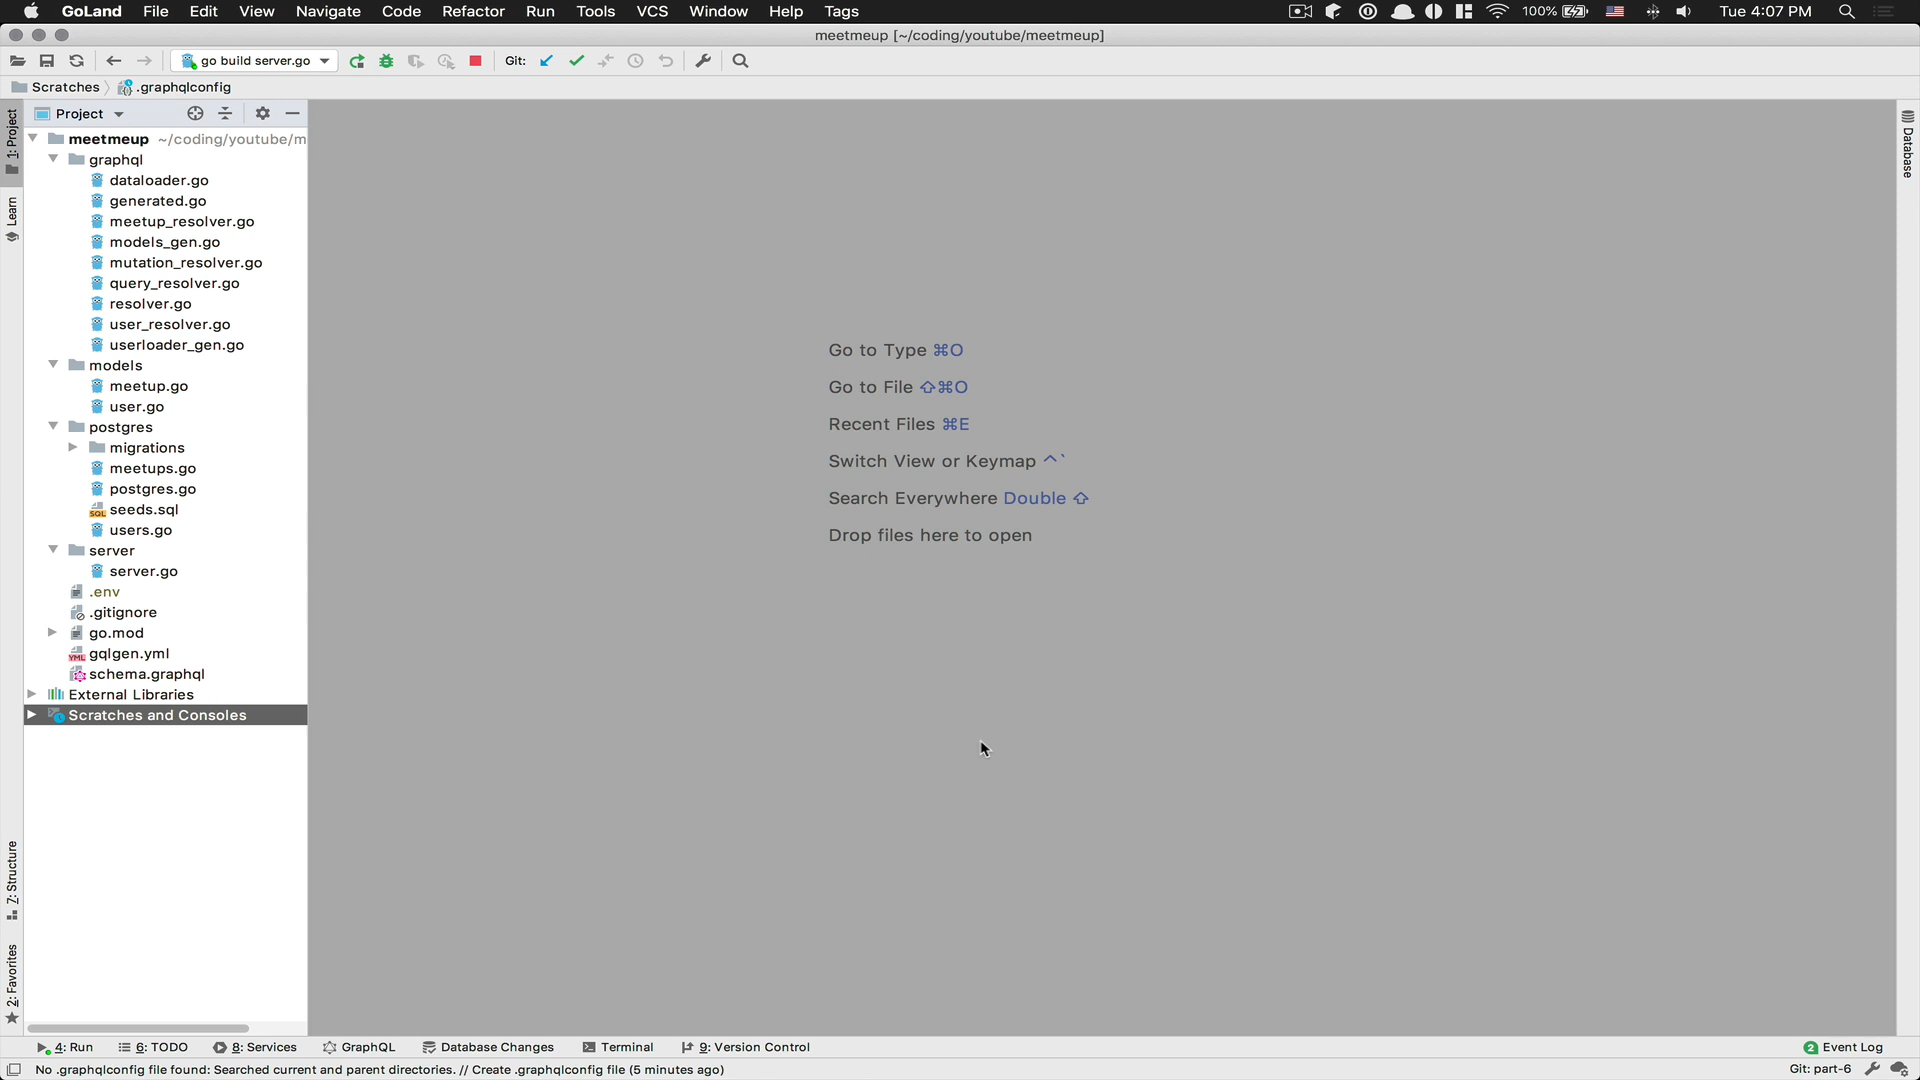 GoLand File Edit View Navigate Code Refactor Run Tools VCS Window Help Tags 100% Tue 4:07 PM
meetmeup [~/coding/youtube/meetmeup]
go build server.go Git:
Scratches .graphqlconfig
Project
meetmeup ~/coding/youtube/m
graphql
dataloader.go
generated.go
meetup_resolver.go
models_gen.go
mutation_resolver.go
query_resolver.go
resolver.go
user_resolver.go
userloader_gen.go
models
meetup.go
user.go
postgres
migrations
meetups.go
postgres.go
SQL seeds.sql
users.go
server
server.go
.env
.gitignore
go.mod
YML gqlgen.yml
schema.graphql
External Libraries
Scratches and Consoles
1: Project
Learn
7: Structure
2: Favorites
Go to Type ⌘O
Go to File ⇧⌘O
Recent Files ⌘E
Switch View or Keymap ^`
Search Everywhere Double ⇧
Drop files here to open
Database
4: Run 6: TODO 8: Services GraphQL Database Changes Terminal 9: Version Control 2 Event Log
No .graphqlconfig file found: Searched current and parent directories. // Create .graphqlconfig file (5 minutes ago) Git: part-6